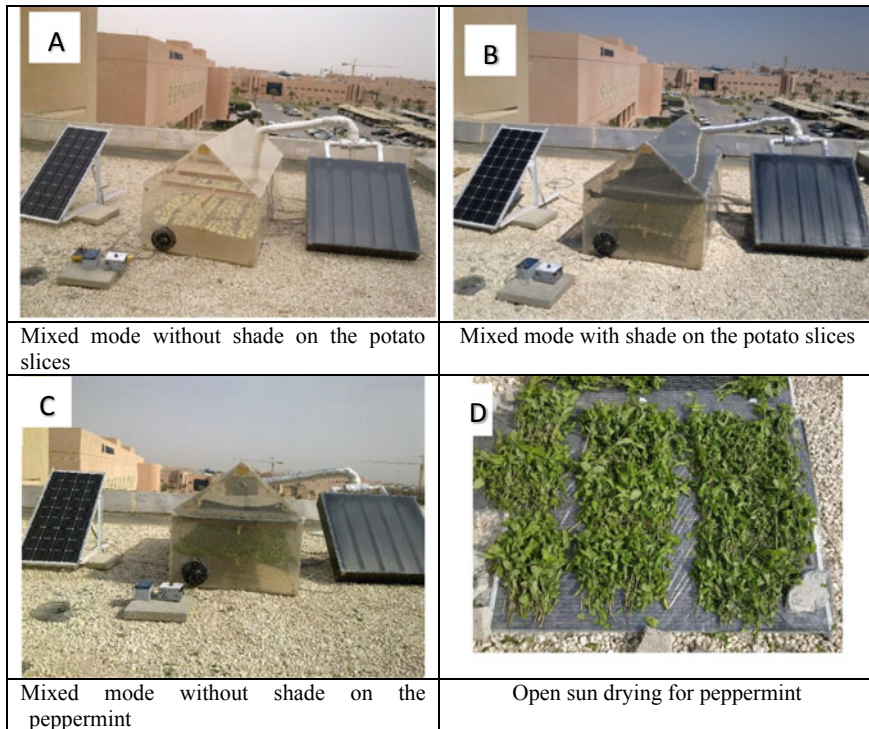 A
B
Mixed mode without shade on the potato
slices
Mixed mode with shade on the potato slices
C
D
Mixed mode without shade on the
peppermint
Open sun drying for peppermint